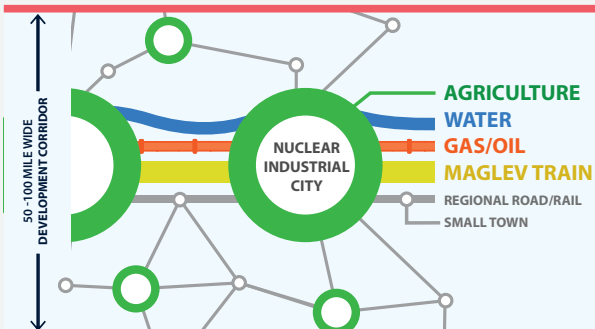 50 -100 MILE WIDE
DEVELOPMENT CORRIDOR
NUCLEAR
INDUSTRIAL
CITY
AGRICULTURE
WATER
GAS/OIL
MAGLEV TRAIN
REGIONAL ROAD/RAIL
SMALL TOWN